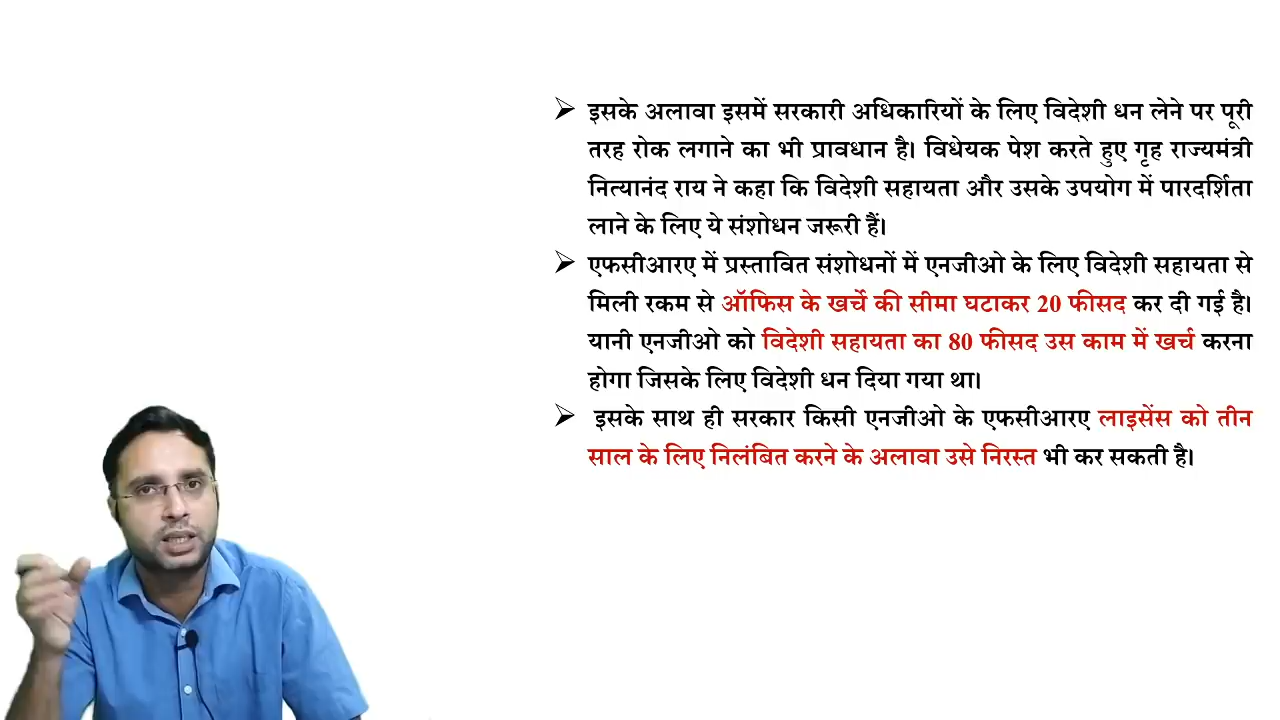 ➢ इसके अलावा इसमें सरकारी अधिकारियों के लिए विदेशी धन लेने पर पूरी
तरह रोक लगाने का भी प्रावधान है। विधेयक पेश करते हुए गृह राज्यमंत्री
नित्यानंद राय ने कहा कि विदेशी सहायता और उसके उपयोग में पारदर्शिता
लाने के लिए ये संशोधन जरूरी हैं।
➢ एफसीआरए में प्रस्तावित संशोधनों में एनजीओ के लिए विदेशी सहायता से
मिली रकम से ऑफिस के खर्चे की सीमा घटाकर 20 फीसद कर दी गई है।
यानी एनजीओ को विदेशी सहायता का 80 फीसद उस काम में खर्च करना
होगा जिसके लिए विदेशी धन दिया गया था।
➢ इसके साथ ही सरकार किसी एनजीओ के एफसीआरए लाइसेंस को तीन
साल के लिए निलंबित करने के अलावा उसे निरस्त भी कर सकती है।